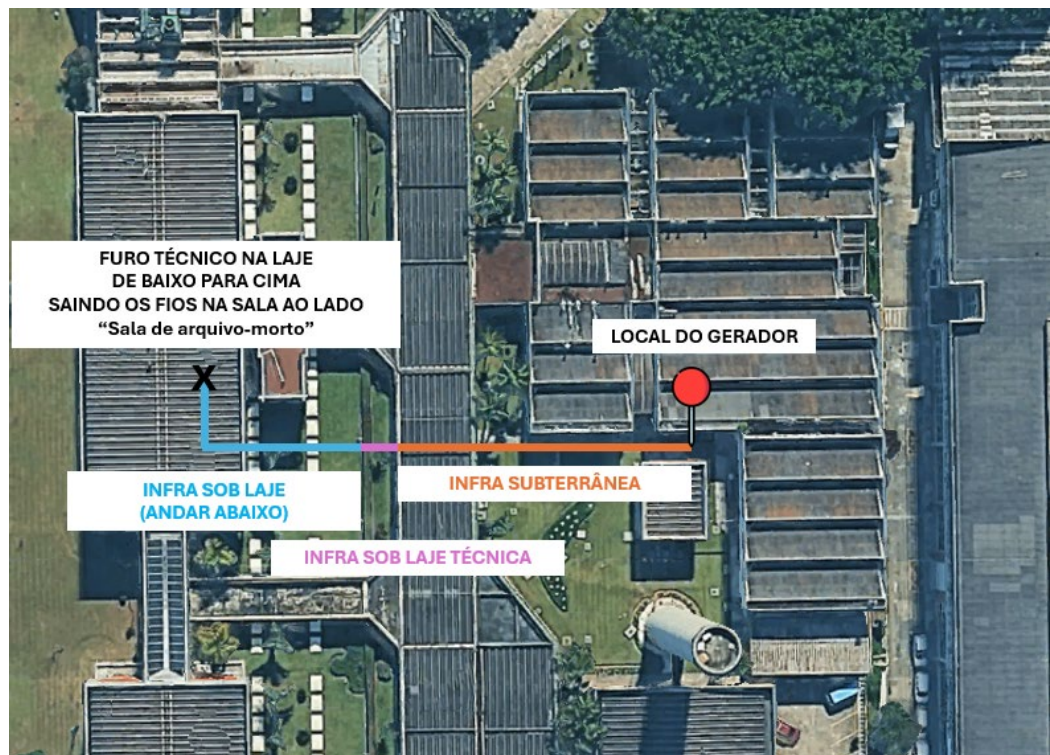 FURO TÉCNICO NA LAJE
DE BAIXO PARA CIMA
SAINDO OS FIOS NA SALA AO LADO
“Sala de arquivo-morto”
LOCAL DO GERADOR
X
INFRA SOB LAJE
(ANDAR ABAIXO)
INFRA SUBTERRÂNEA
INFRA SOB LAJE TÉCNICA